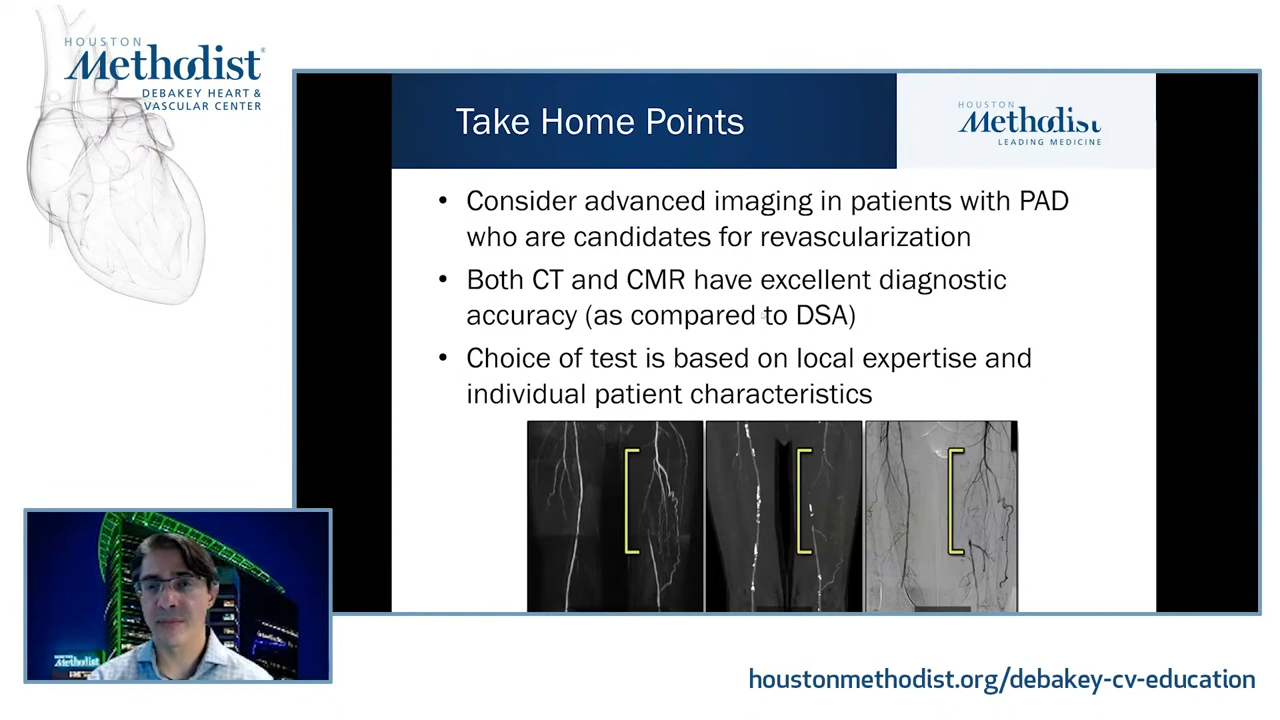 HOUSTON
Methodist
DEBAKEY HEART &
VASCULAR CENTER
Take Home Points
HOUSTON
Methodist
LEADING MEDICINE
• Consider advanced imaging in patients with PAD
who are candidates for revascularization
• Both CT and CMR have excellent diagnostic
accuracy (as compared to DSA)
• Choice of test is based on local expertise and
individual patient characteristics
Methodist
houstonmethodist.org/debakey-cv-education